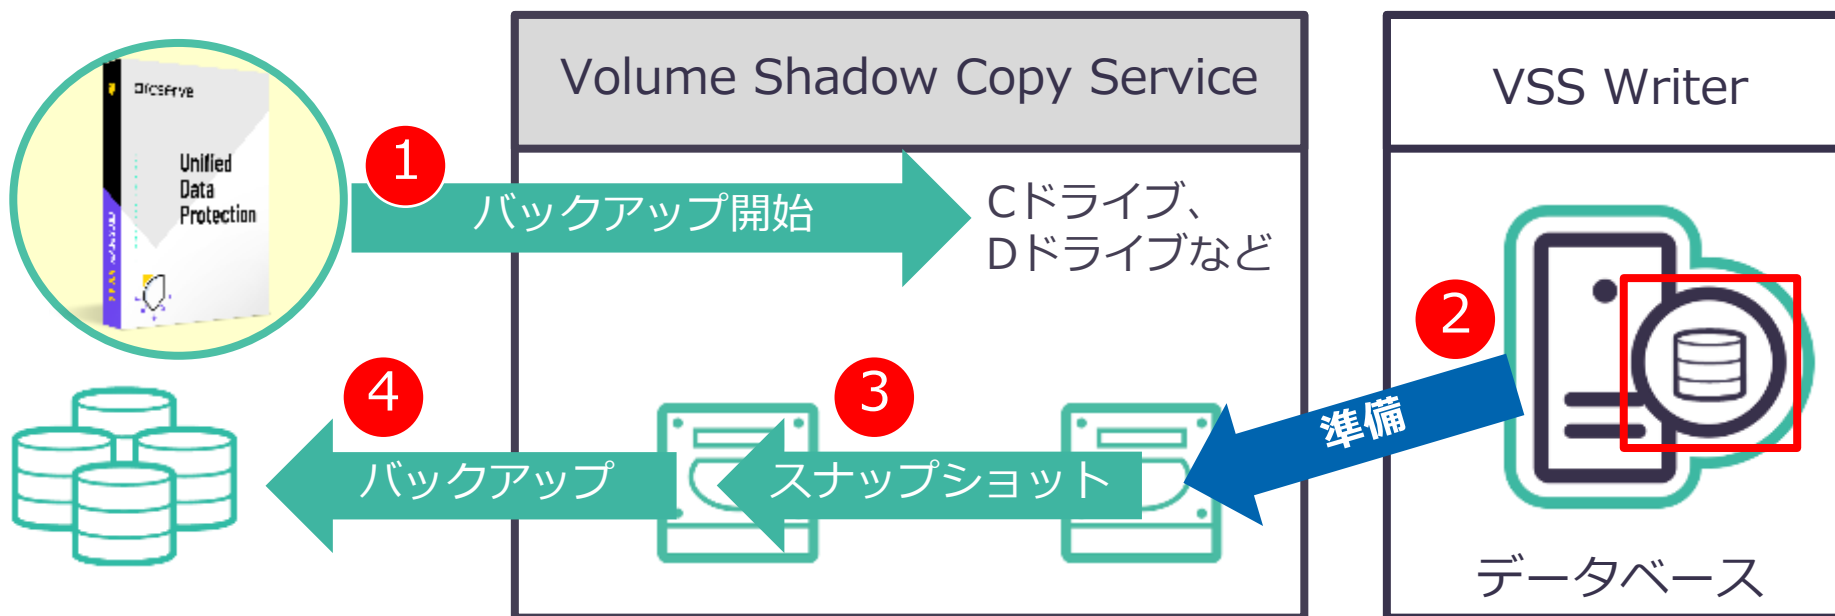 Volume Shadow Copy Service
VSS Writer
arcserve
Unified
Data
Protection
1
バックアップ開始
Cドライブ、
Dドライブなど
2
準備
3
スナップショット
4
バックアップ
データベース